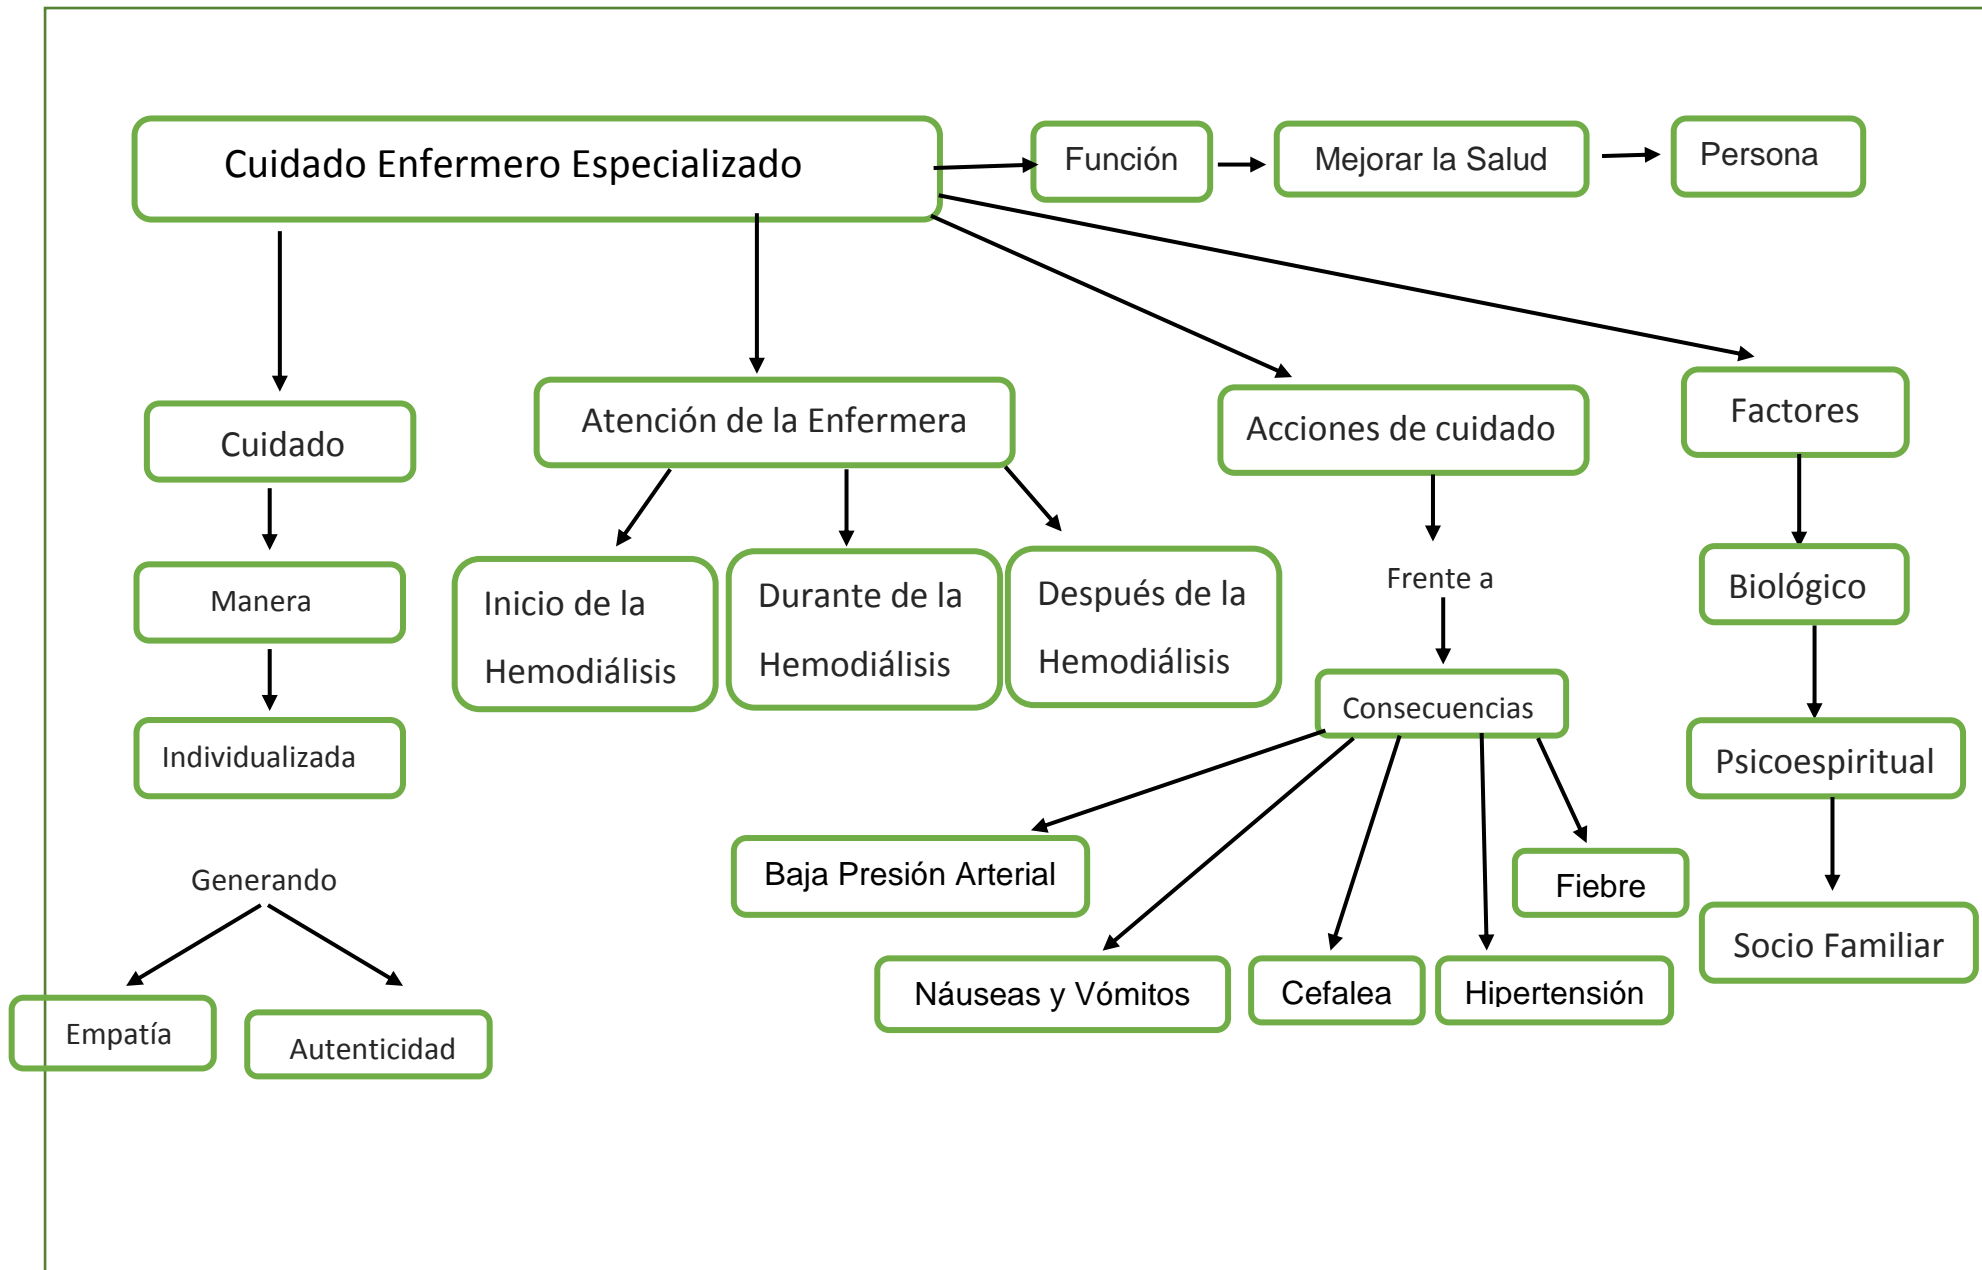 Cuidado Enfermero Especializado
Función
Mejorar la Salud
Persona
Cuidado
Atención de la Enfermera
Acciones de cuidado
Factores
Manera
Inicio de la
Hemodiálisis
Durante de la
Hemodiálisis
Después de la
Hemodiálisis
Frente a
Biológico
Individualizada
Consecuencias
Psicoespiritual
Generando
Baja Presión Arterial
Fiebre
Socio Familiar
Empatía
Autenticidad
Náuseas y Vómitos
Cefalea
Hipertensión